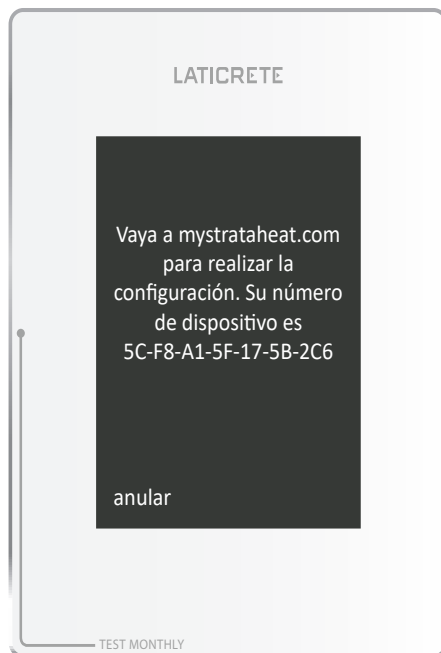 LATICRETE
Vaya a mystrataheat.com
para realizar la
configuración. Su número
de dispositivo es
5C-F8-A1-5F-17-5B-2C6
anular
TEST MONTHLY